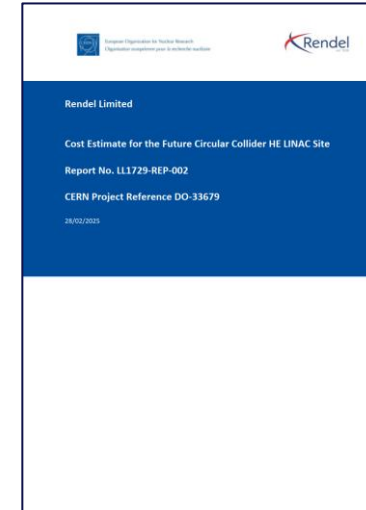 European Organization for Nuclear Research
Organisation européenne pour la recherche nucléaire
Rendel
Rendel Limited
Cost Estimate for the Future Circular Collider HE LINAC Site
Report No. LL1729-REP-002
CERN Project Reference DO-33679
28/02/2025